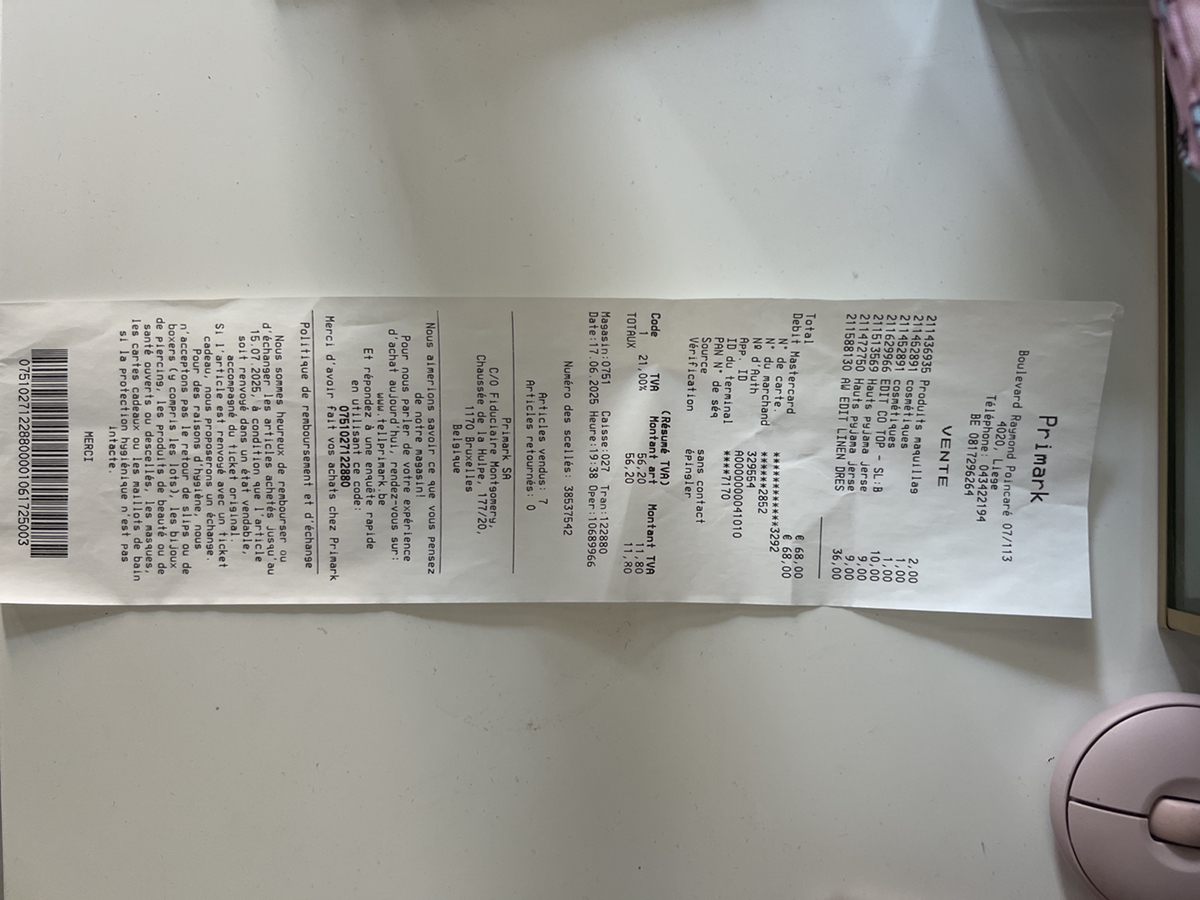 Primark
Boulevard Raymond Poincaré 07/113
4020, Liege
Téléphone: 043422194
BE 0817296264
VENTE
211436935 Produits maquillag 2,00
211462891 cosmétiques 1,00
211462891 cosmétiques 1,00
211629966 EDIT TOP - SL:B 10,00
211513569 Hauts Pyjama Jerse 9,00
211472750 Hauts Pyjama Jerse 9,00
211588130 AW EDIT LINEN DRES 36,00
Total € 68,00
Debit Mastercard € 68,00
N° de carte. ************3292
N° du marchand ******2852
N° d'Auth 329554
App. ID A0000000041010
ID du terminal ****7170
PAN N° de séq
Source sans contact
Vérification épingler
(Résumé TVA)
Code TVA Montant art Montant TVA
1 21,00% 56,20 11,80
TOTAUX 56,20 11,80
Magasin:0751 Caisse:027 Tran:122880
Date:17.06.2025 Heure:19:38 Oper:10689966
Numéro des scellés: 38537542
Articles vendus: 7
Articles retournés: 0
Primark SA
C/O Fiduciaire Montgomery,
Chaussée de la Hulpe, 177/20,
1170 Bruxelles
Belgique
Nous aimerions savoir ce que vous pensez
de notre magasin!
Pour nous parler de votre expérience
d'achat aujourd'hui, rendez-vous sur:
www.tellprimark.be
Et répondez à une enquête rapide
en utilisant ce code:
075102712288​0
Merci d'avoir fait vos achats chez Primark
Politique de remboursement et d'échange
Nous sommes heureux de rembourser ou
d'échanger les articles achetés jusqu'au
15.07.2025, à condition que l'article
soit renvoyé dans un état vendable,
accompagné du ticket original.
Si l'article est renvoyé avec un ticket
cadeau, nous proposerons un échange.
Pour des raisons d'hygiène, nous
n'acceptons pas le retour de slips ou de
boxers (y compris les lots), les bijoux
de piercing, les produits de beauté ou de
santé ouverts ou descellés, les masques,
les cartes cadeaux ou les maillots de bain
si la protection hygiénique n'est pas
intacte.
MERCI
0751027122880000106172​5003